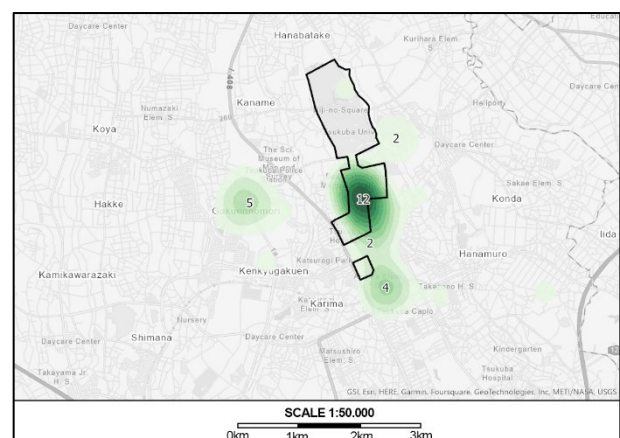 Daycare Center
Daycare Center
Hanabatake
Kurihara Elem. S.
/ 408
Kaname
Heliport
Numazaki
Elem. S.
Koya
2
Daycare Center
The Sci.
Museum of
Sakae Elem. S.
Hakke
5
12
Konda
Iida
2
Hanamuro
Katsuragi Park
Kenkyugakuen
Kamikawarazaki
4
Karima
Nursery
Shimana
Daycare Center
Daycare Center
Kindergarten
Matsushiro
Elem. S.
Takayama Jr.
H. S.
Tsukuba
Hospital
GSI, Esri, HERE, Garmin, Foursquare, GeoTechnologies, Inc, METI/NASA, USGS
SCALE 1:50.000
0km 1km 2km 3km